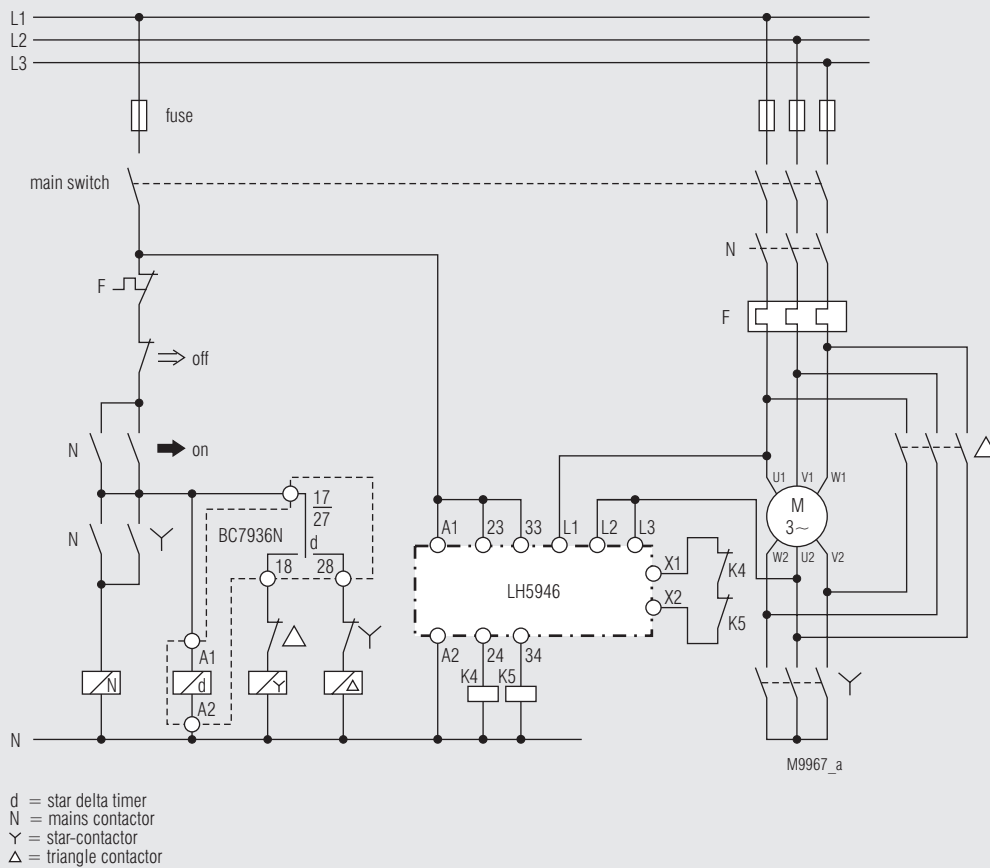 L1
L2
L3
fuse
main switch
N
F
F
off
N
on
U1 V1 W1
17
27
BC7936N
d
M
3~
N
A1 23 33 L1 L2 L3
W2 U2 V2
18 28
X1
K4
LH5946
X2
K5
A1
A2 24 34
K4 K5
N
d
Y
△
Y
A2
N
M9967_a
d = star delta timer
N = mains contactor
Y = star-contactor
△ = triangle contactor